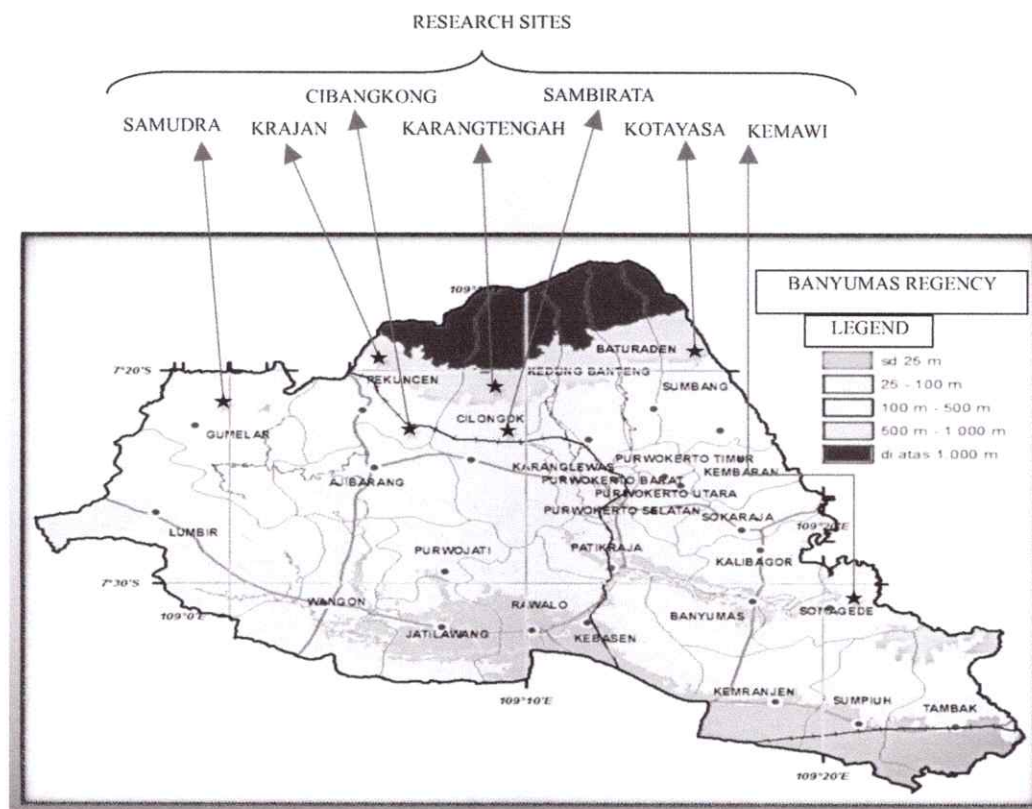 RESEARCH SITES
CIBANGKONG
SAMBIRATA
SAMUDRA
KRAJAN
KARANGTENGAH
KOTAYASA
KEMAWI
BANYUMAS REGENCY
LEGEND
sd 25 m
25 - 100 m
100 m - 500 m
500 m - 1 000 m
di atas 1.000 m
BATURADEN
7°20'S
PEKUNCEN
KEDUNG BANTENG
SUMBANG
CILONGOK
GUMELAR
PURWOKERTO TIMUR
KARANGLEWAS
KEMBARAN
AJIBARANG
PURWOKERTO BARAT
PURWOKERTO UTARA
PURWOKERTO SELATAN
SOKARAJA
109°20'E
LUMBIR
PURWOJATI
PATIKRAJA
KALIBAGOR
7°30'S
WANGON
RAWALO
BANYUMAS
SOMAGEDE
109°0'E
JATILAWANG
KEBASEN
KEMRANJEN
SUMPIUH
109°10'E
TAMBAK
109°20'E